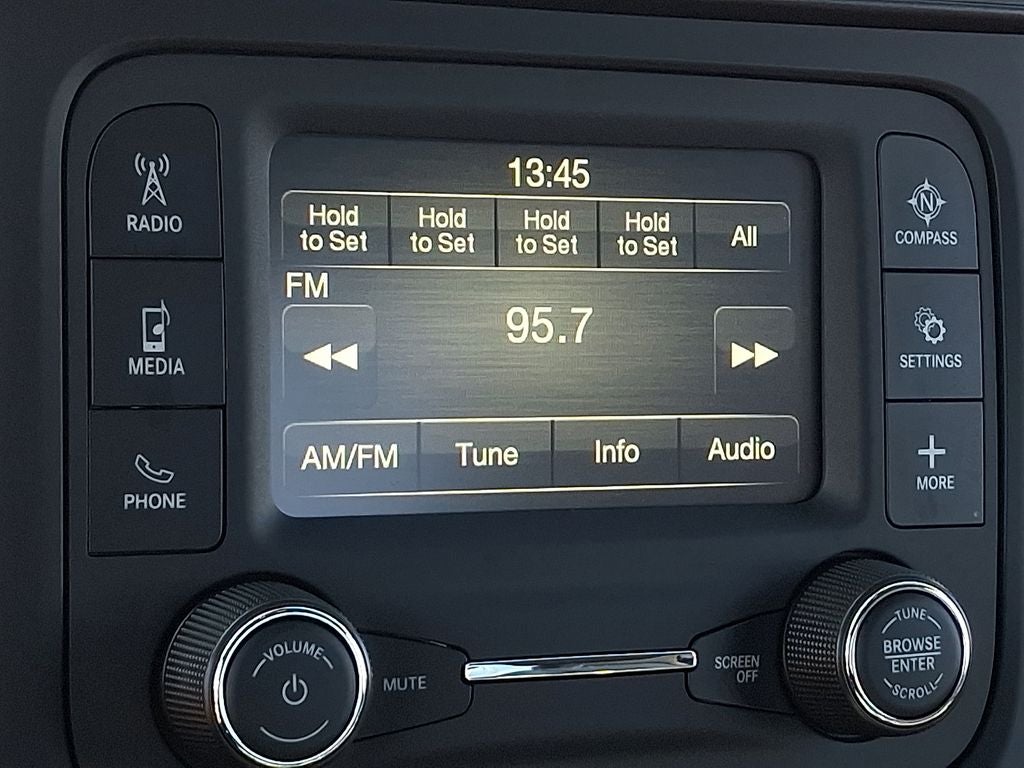 13:45
Hold
to Set
Hold
to Set
Hold
to Set
Hold
to Set
All
FM
95.7
AM/FM
Tune
Info
Audio
RADIO
MEDIA
PHONE
N
COMPASS
SETTINGS
MORE
VOLUME
MUTE
SCREEN
OFF
TUNE
BROWSE
ENTER
SCROLL